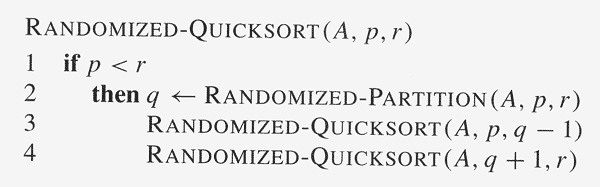 RANDOMIZED-QUICKSORT(A, p, r)
1 if p < r
2 then q ← RANDOMIZED-PARTITION(A, p, r)
3 RANDOMIZED-QUICKSORT(A, p, q − 1)
4 RANDOMIZED-QUICKSORT(A, q + 1, r)